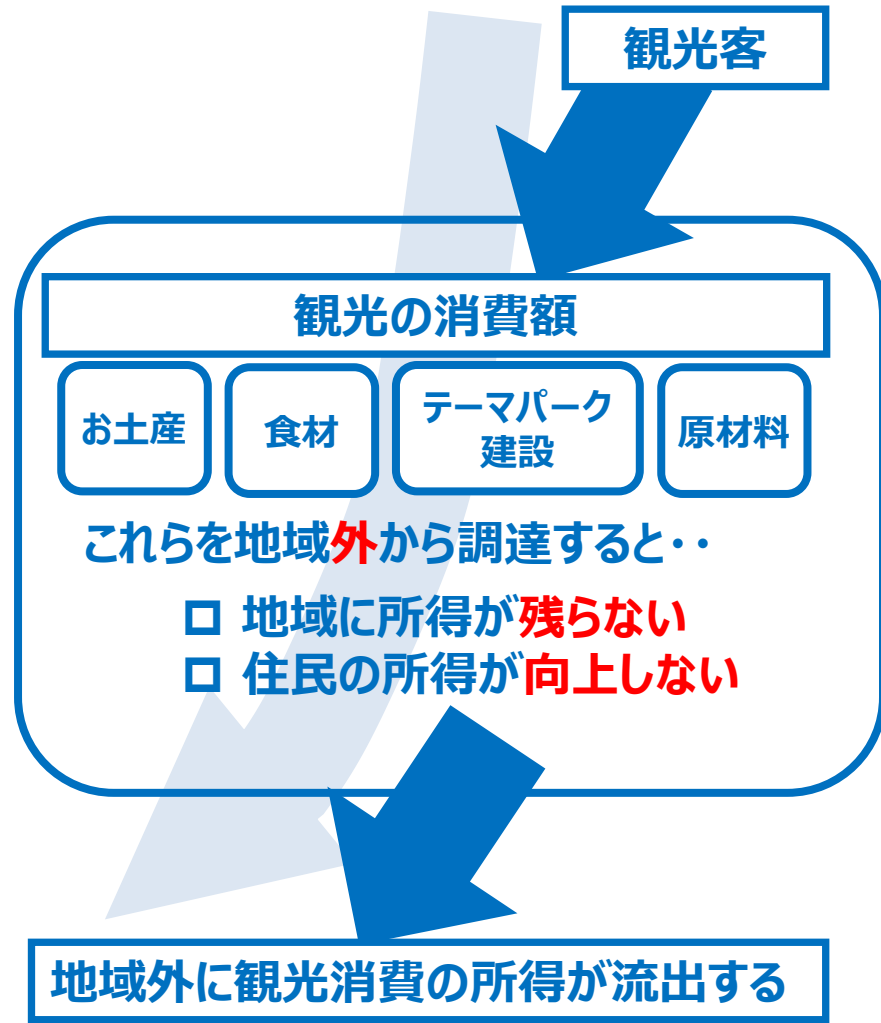 観光客
観光の消費額
お土産
食材
テーマパーク
建設
原材料
これらを地域外から調達すると・・
□ 地域に所得が残らない
□ 住民の所得が向上しない
地域外に観光消費の所得が流出する